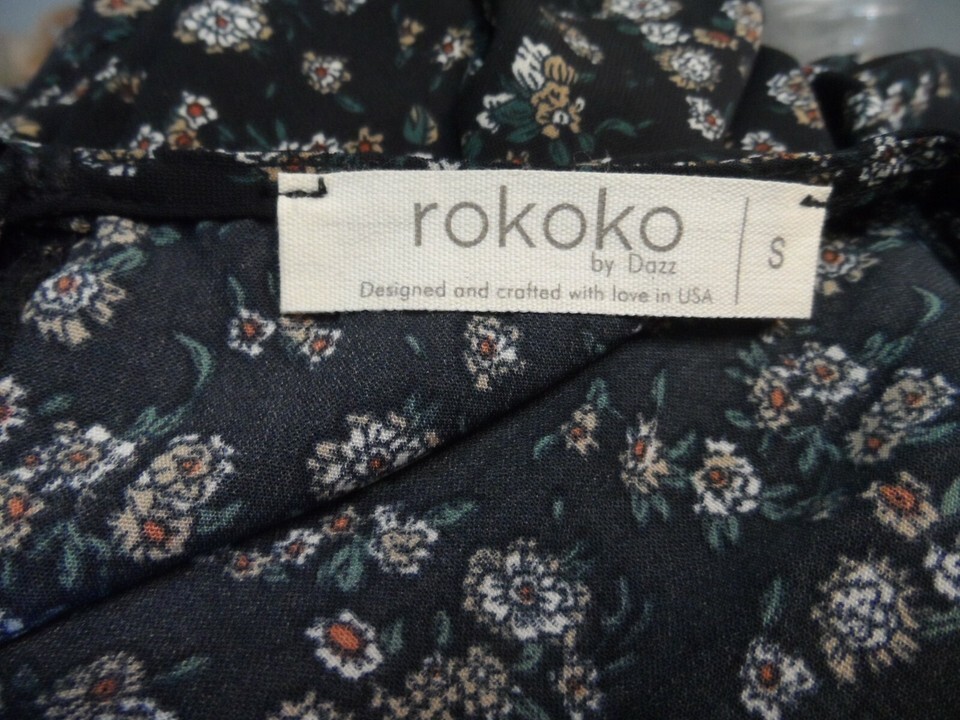 rokoko
by Dazz
Designed and crafted with love in USA
S